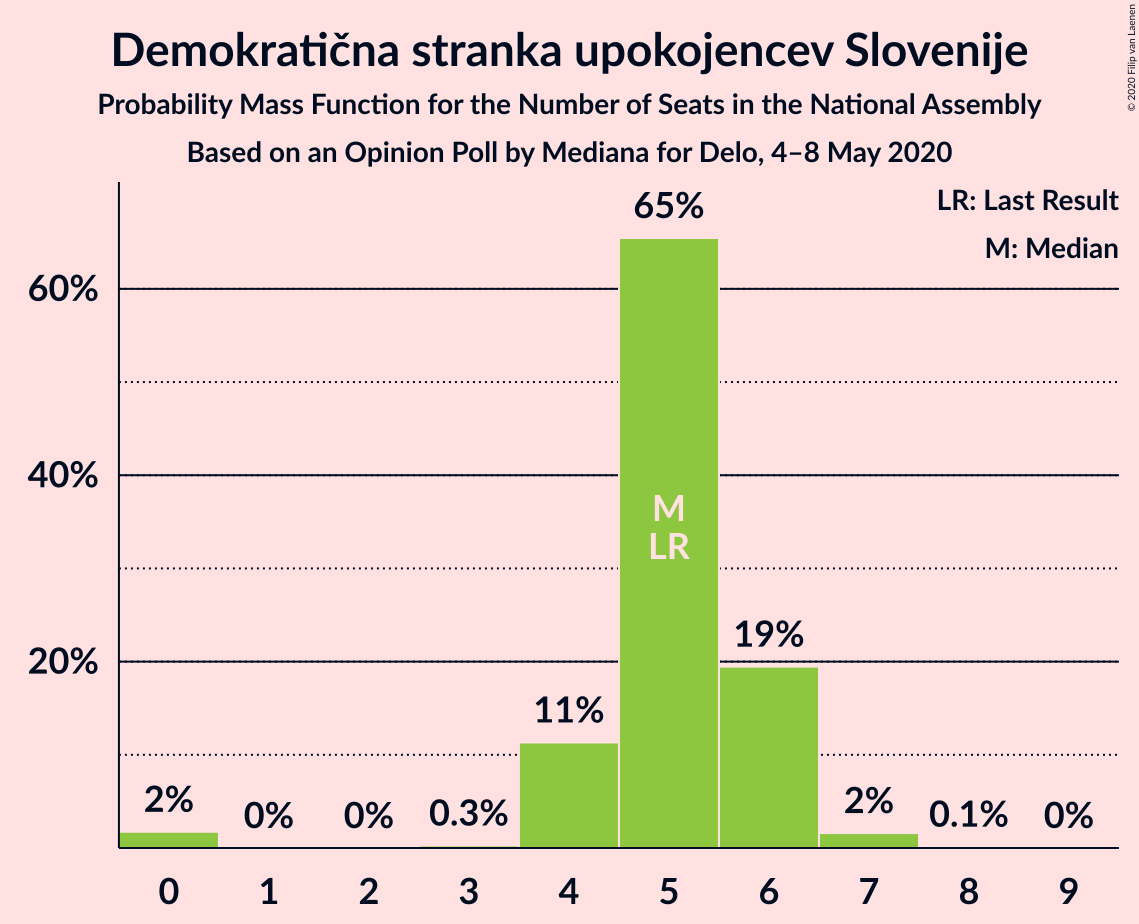 Demokratična stranka upokojencev Slovenije
Probability Mass Function for the Number of Seats in the National Assembly
Based on an Opinion Poll by Mediana for Delo, 4–8 May 2020
© 2020 Filip van Laenen
LR: Last Result
M: Median
60%
40%
20%
2%
0%
0%
0.3%
11%
65%
M
LR
19%
2%
0.1%
0%
0 1 2 3 4 5 6 7 8 9